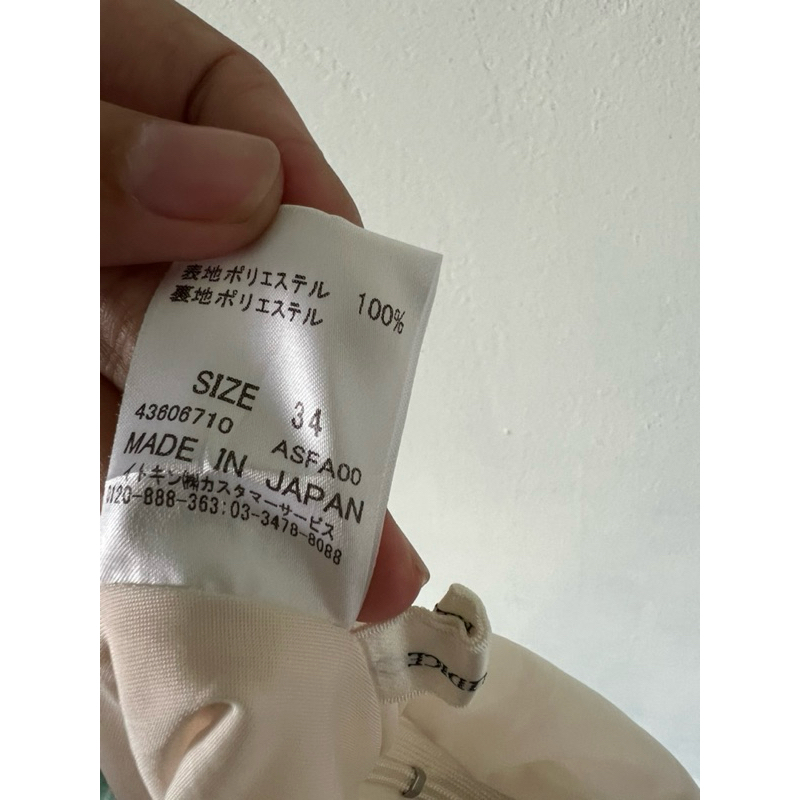 表地ポリエステル 100%
裏地ポリエステル
SIZE 34
43606710 ASFA00
MADE IN JAPAN
イトキン㈱カスタマーサービス
0120-888-363:03-3478-8088